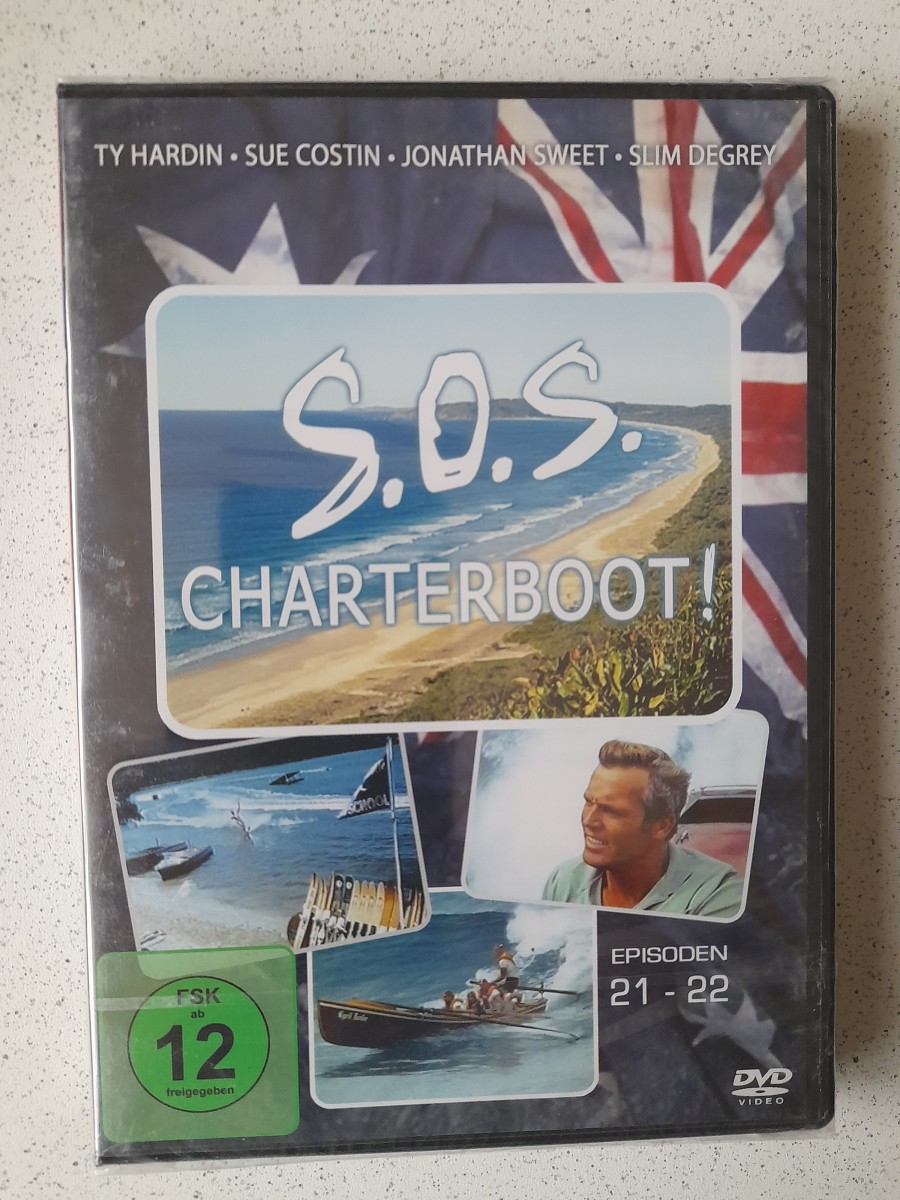 TY HARDIN • SUE COSTIN • JONATHAN SWEET • SLIM DEGREY
S.O.S.
CHARTERBOOT!
SCHOOL
EPISODEN
21 - 22
FSK
ab
12
freigegeben
DVD
VIDEO